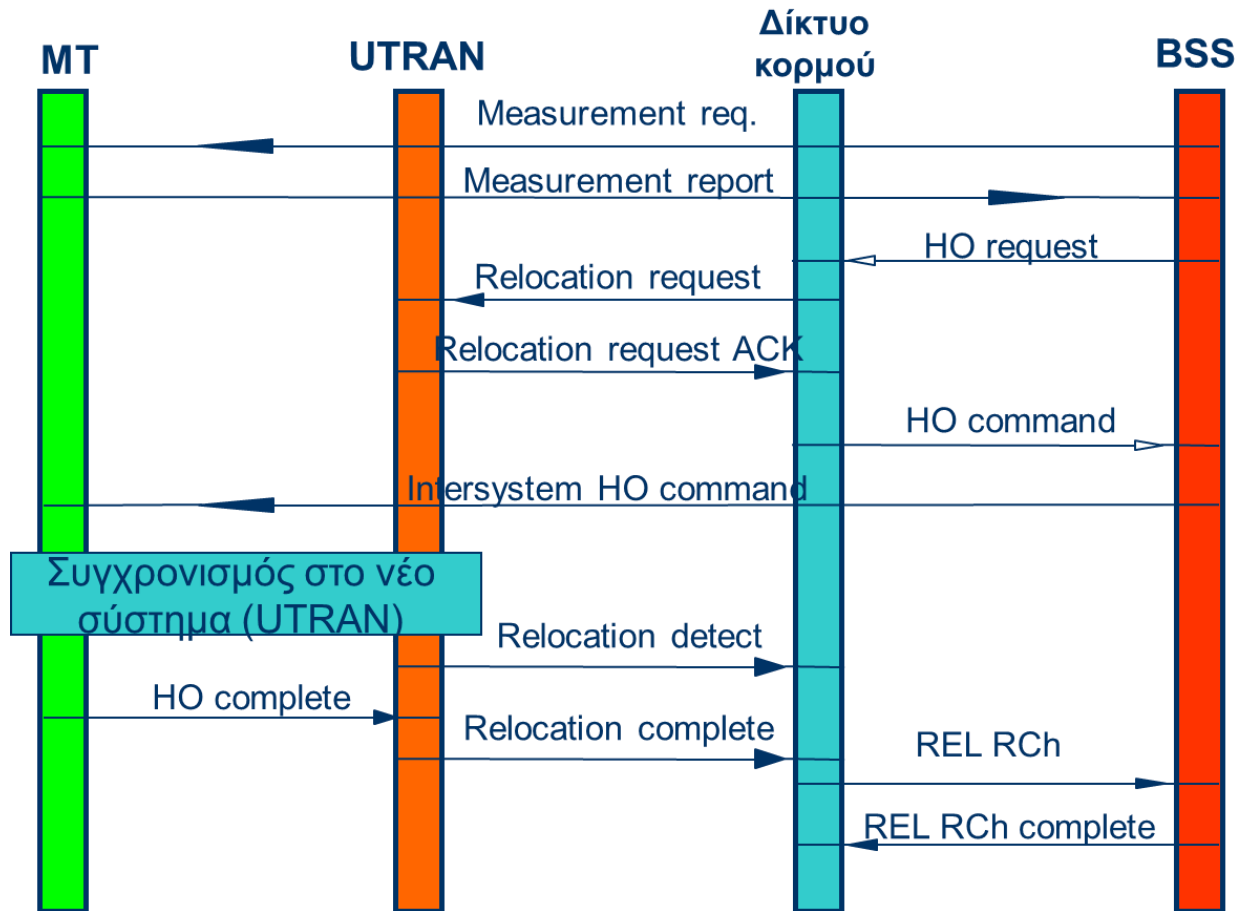 MT
UTRAN
Δίκτυο
κορμού
BSS
Measurement req.
Measurement report
HO request
Relocation request
Relocation request ACK
HO command
Intersystem HO command
Συγχρονισμός στο νέο
σύστημα (UTRAN)
Relocation detect
HO complete
Relocation complete
REL RCh
REL RCh complete